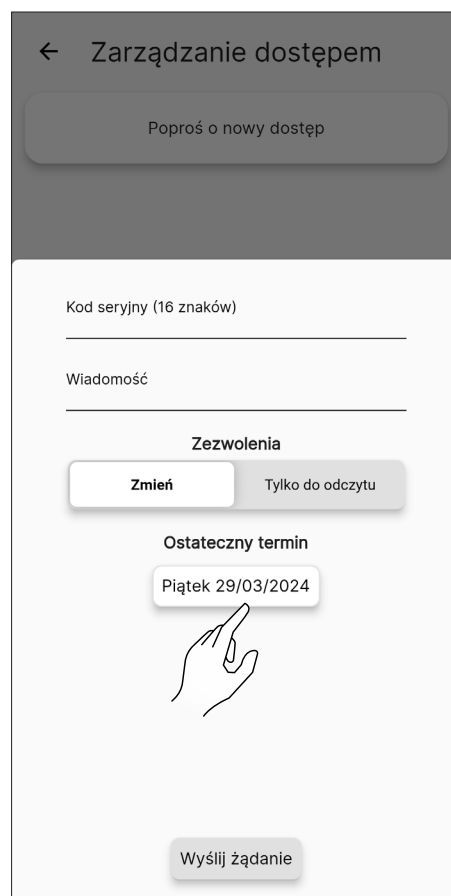 Zarządzanie dostępem
Poproś o nowy dostęp
Kod seryjny (16 znaków)
Wiadomość
Zezwolenia
Zmień Tylko do odczytu
Ostateczny termin
Piątek 29/03/2024
Wyślij żądanie